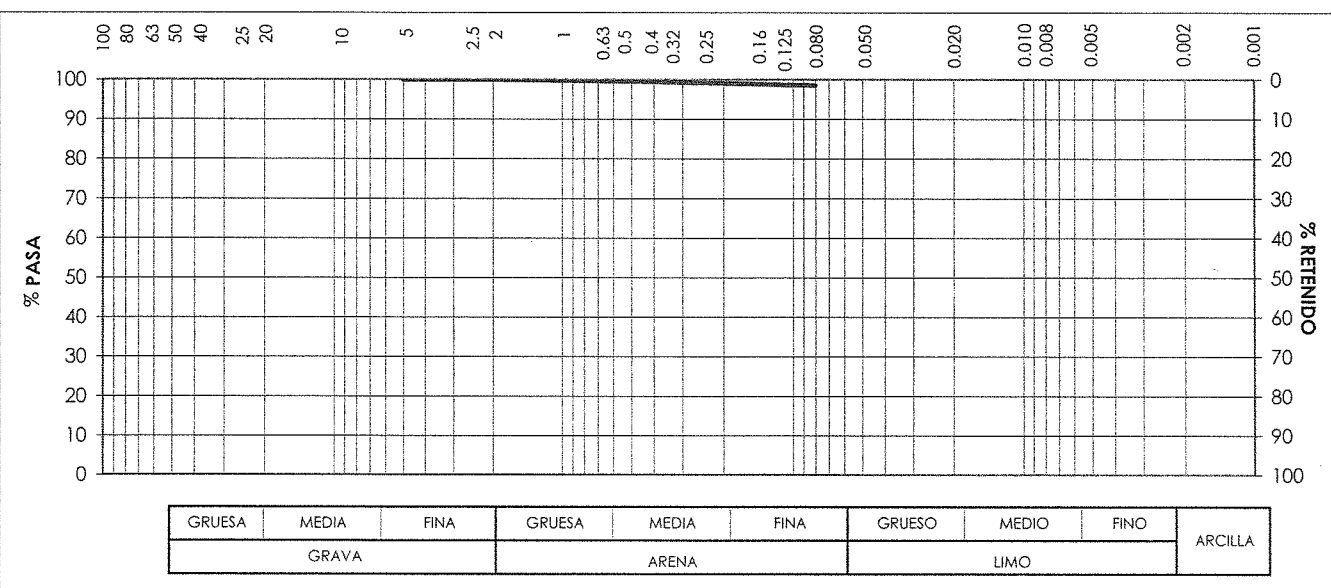 100 80 63 50 40 25 20 10 5 2.5 2 1 0.63 0.5 0.4 0.32 0.25 0.16 0.125 0.080 0.050 0.020 0.010 0.008 0.005 0.002 0.001
100 0
90 10
80 20
70 30
60 40
50 50
40 60
30 70
20 80
10 90
0 100
% PASA
% RETENIDO
GRUESA MEDIA FINA GRUESA MEDIA FINA GRUESO MEDIO FINO ARCILLA
GRAVA ARENA LIMO